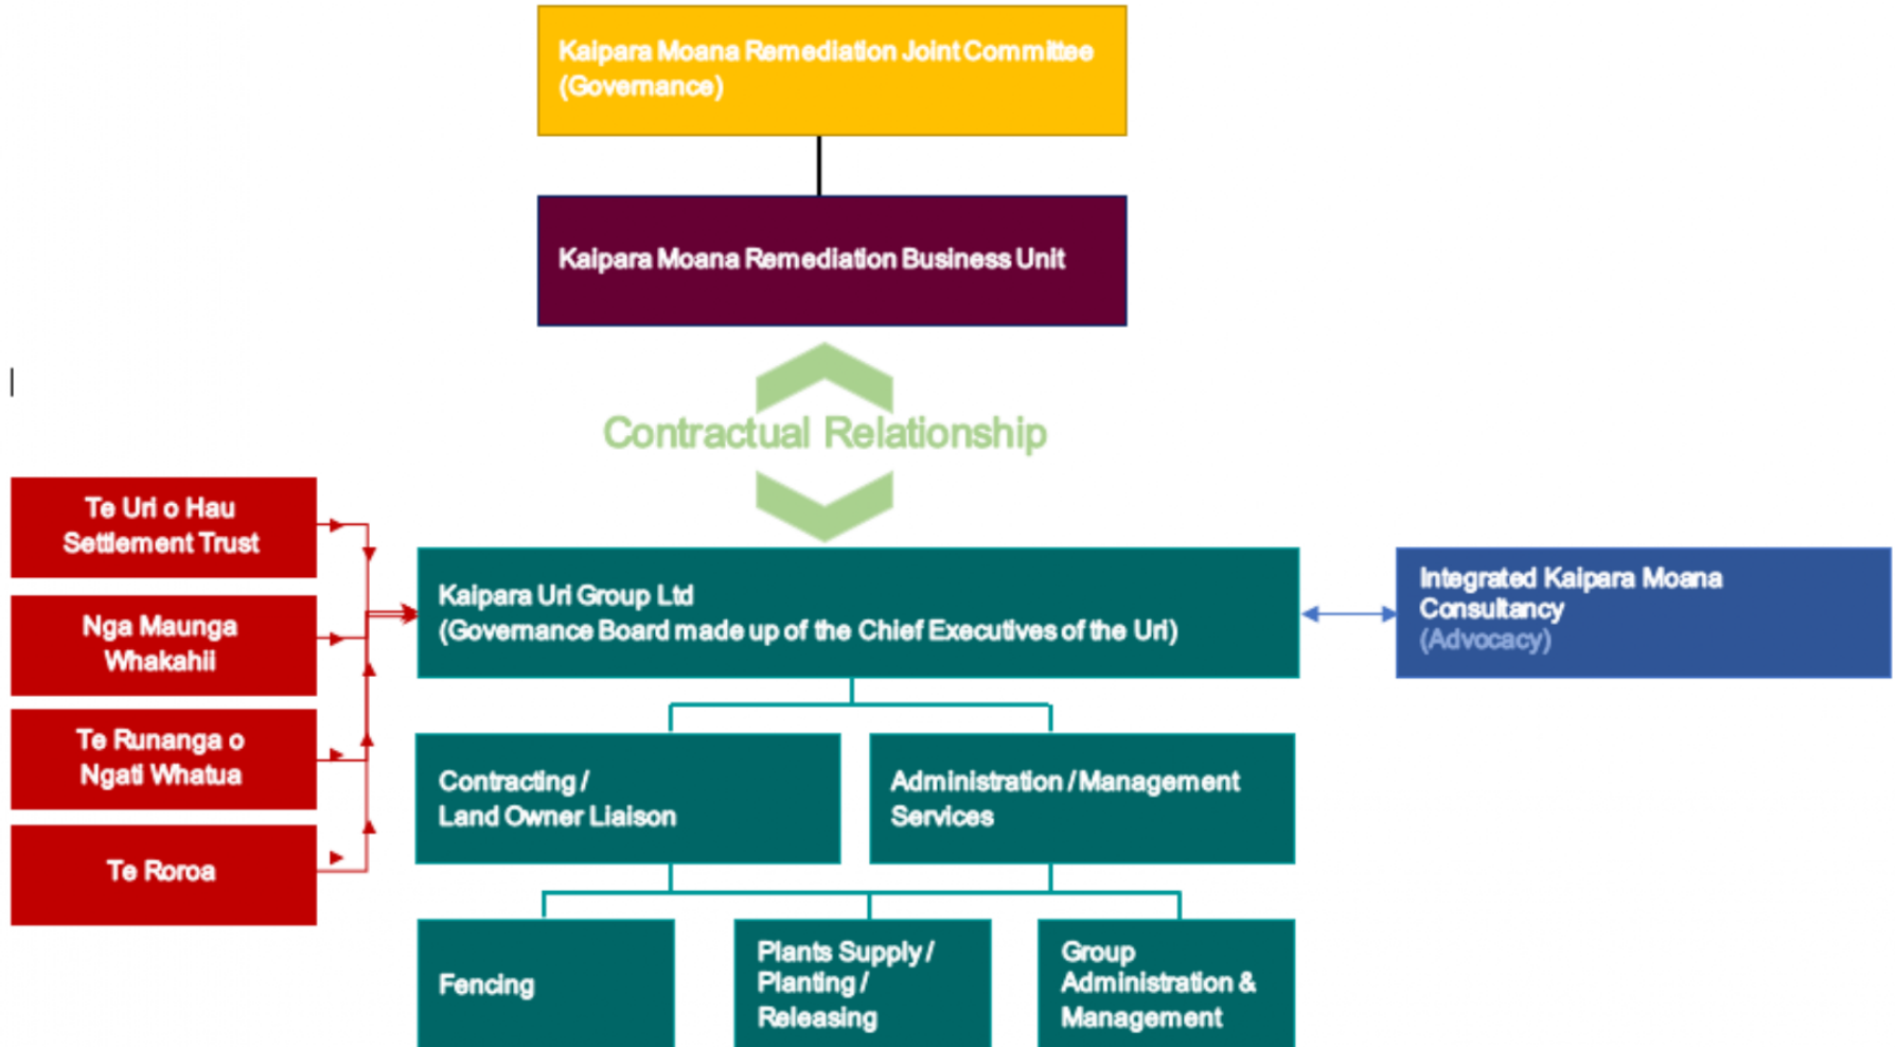 Kaipara Moana Remediation Joint Committee
(Governance)
Kaipara Moana Remediation Business Unit
Contractual Relationship
Te Uri o Hau
Settlement Trust
Nga Maunga
Whakahii
Te Runanga o
Ngati Whatua
Te Roroa
Kaipara Uri Group Ltd
(Governance Board made up of the Chief Executives of the Uri)
Integrated Kaipara Moana
Consultancy
(Advocacy)
Contracting /
Land Owner Liaison
Administration / Management
Services
Fencing
Plants Supply /
Planting /
Releasing
Group
Administration &
Management